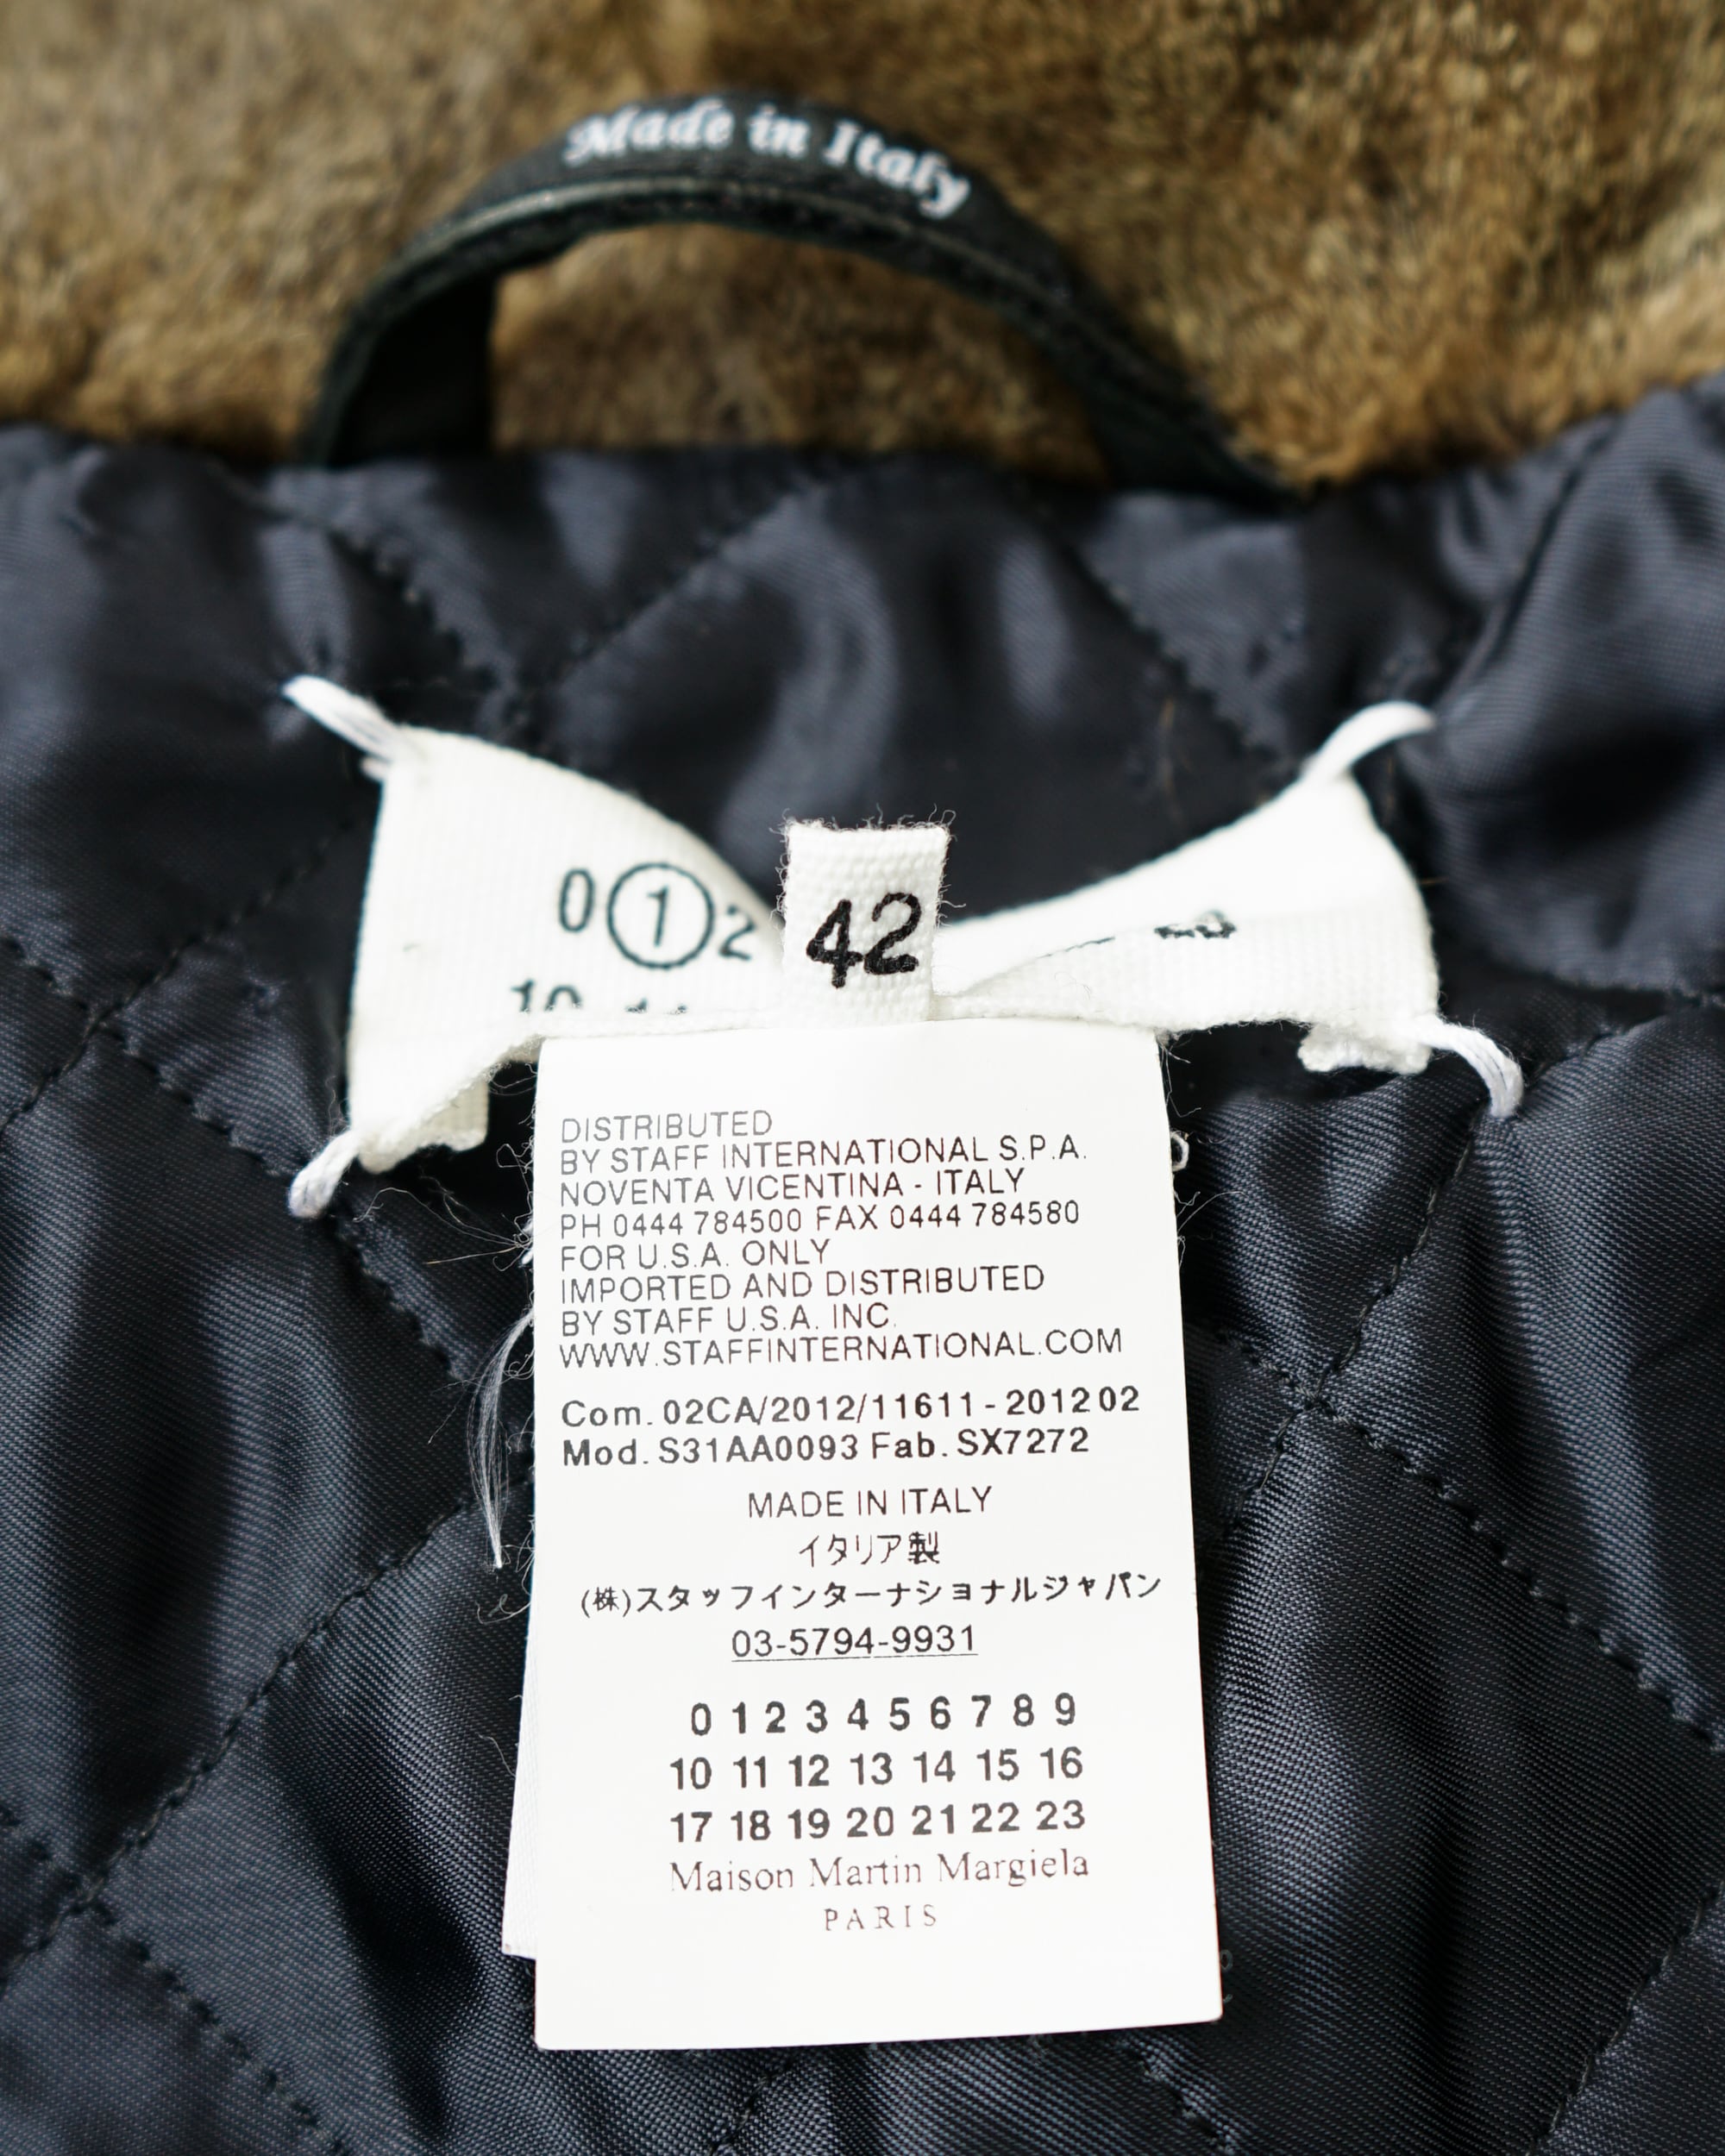 Made in Italy
0 1 2
42
DISTRIBUTED
BY STAFF INTERNATIONAL S.P.A.
NOVENTA VICENTINA - ITALY
PH 0444 784500 FAX 0444 784580
FOR U.S.A. ONLY
IMPORTED AND DISTRIBUTED
BY STAFF U.S.A. INC.
WWW.STAFFINTERNATIONAL.COM
Com. 02CA/2012/11611 - 2012 02
Mod. S31AA0093 Fab. SX7272
MADE IN ITALY
イタリア製
(株)スタッフインターナショナルジャパン
03-5794-9931
0 1 2 3 4 5 6 7 8 9
10 11 12 13 14 15 16
17 18 19 20 21 22 23
Maison Martin Margiela
PARIS